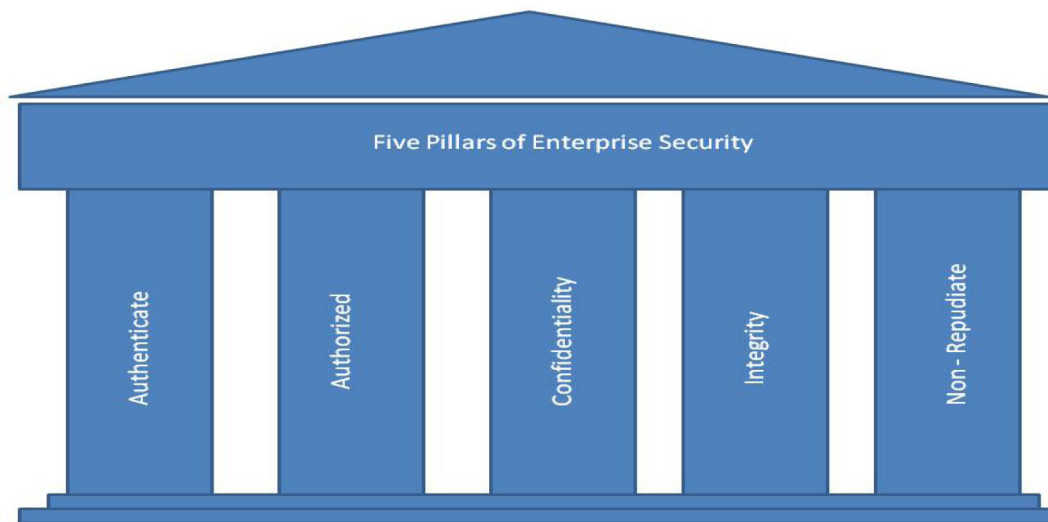 Five Pillars of Enterprise Security
Authenticate
Authorized
Confidentiality
Integrity
Non - Repudiate